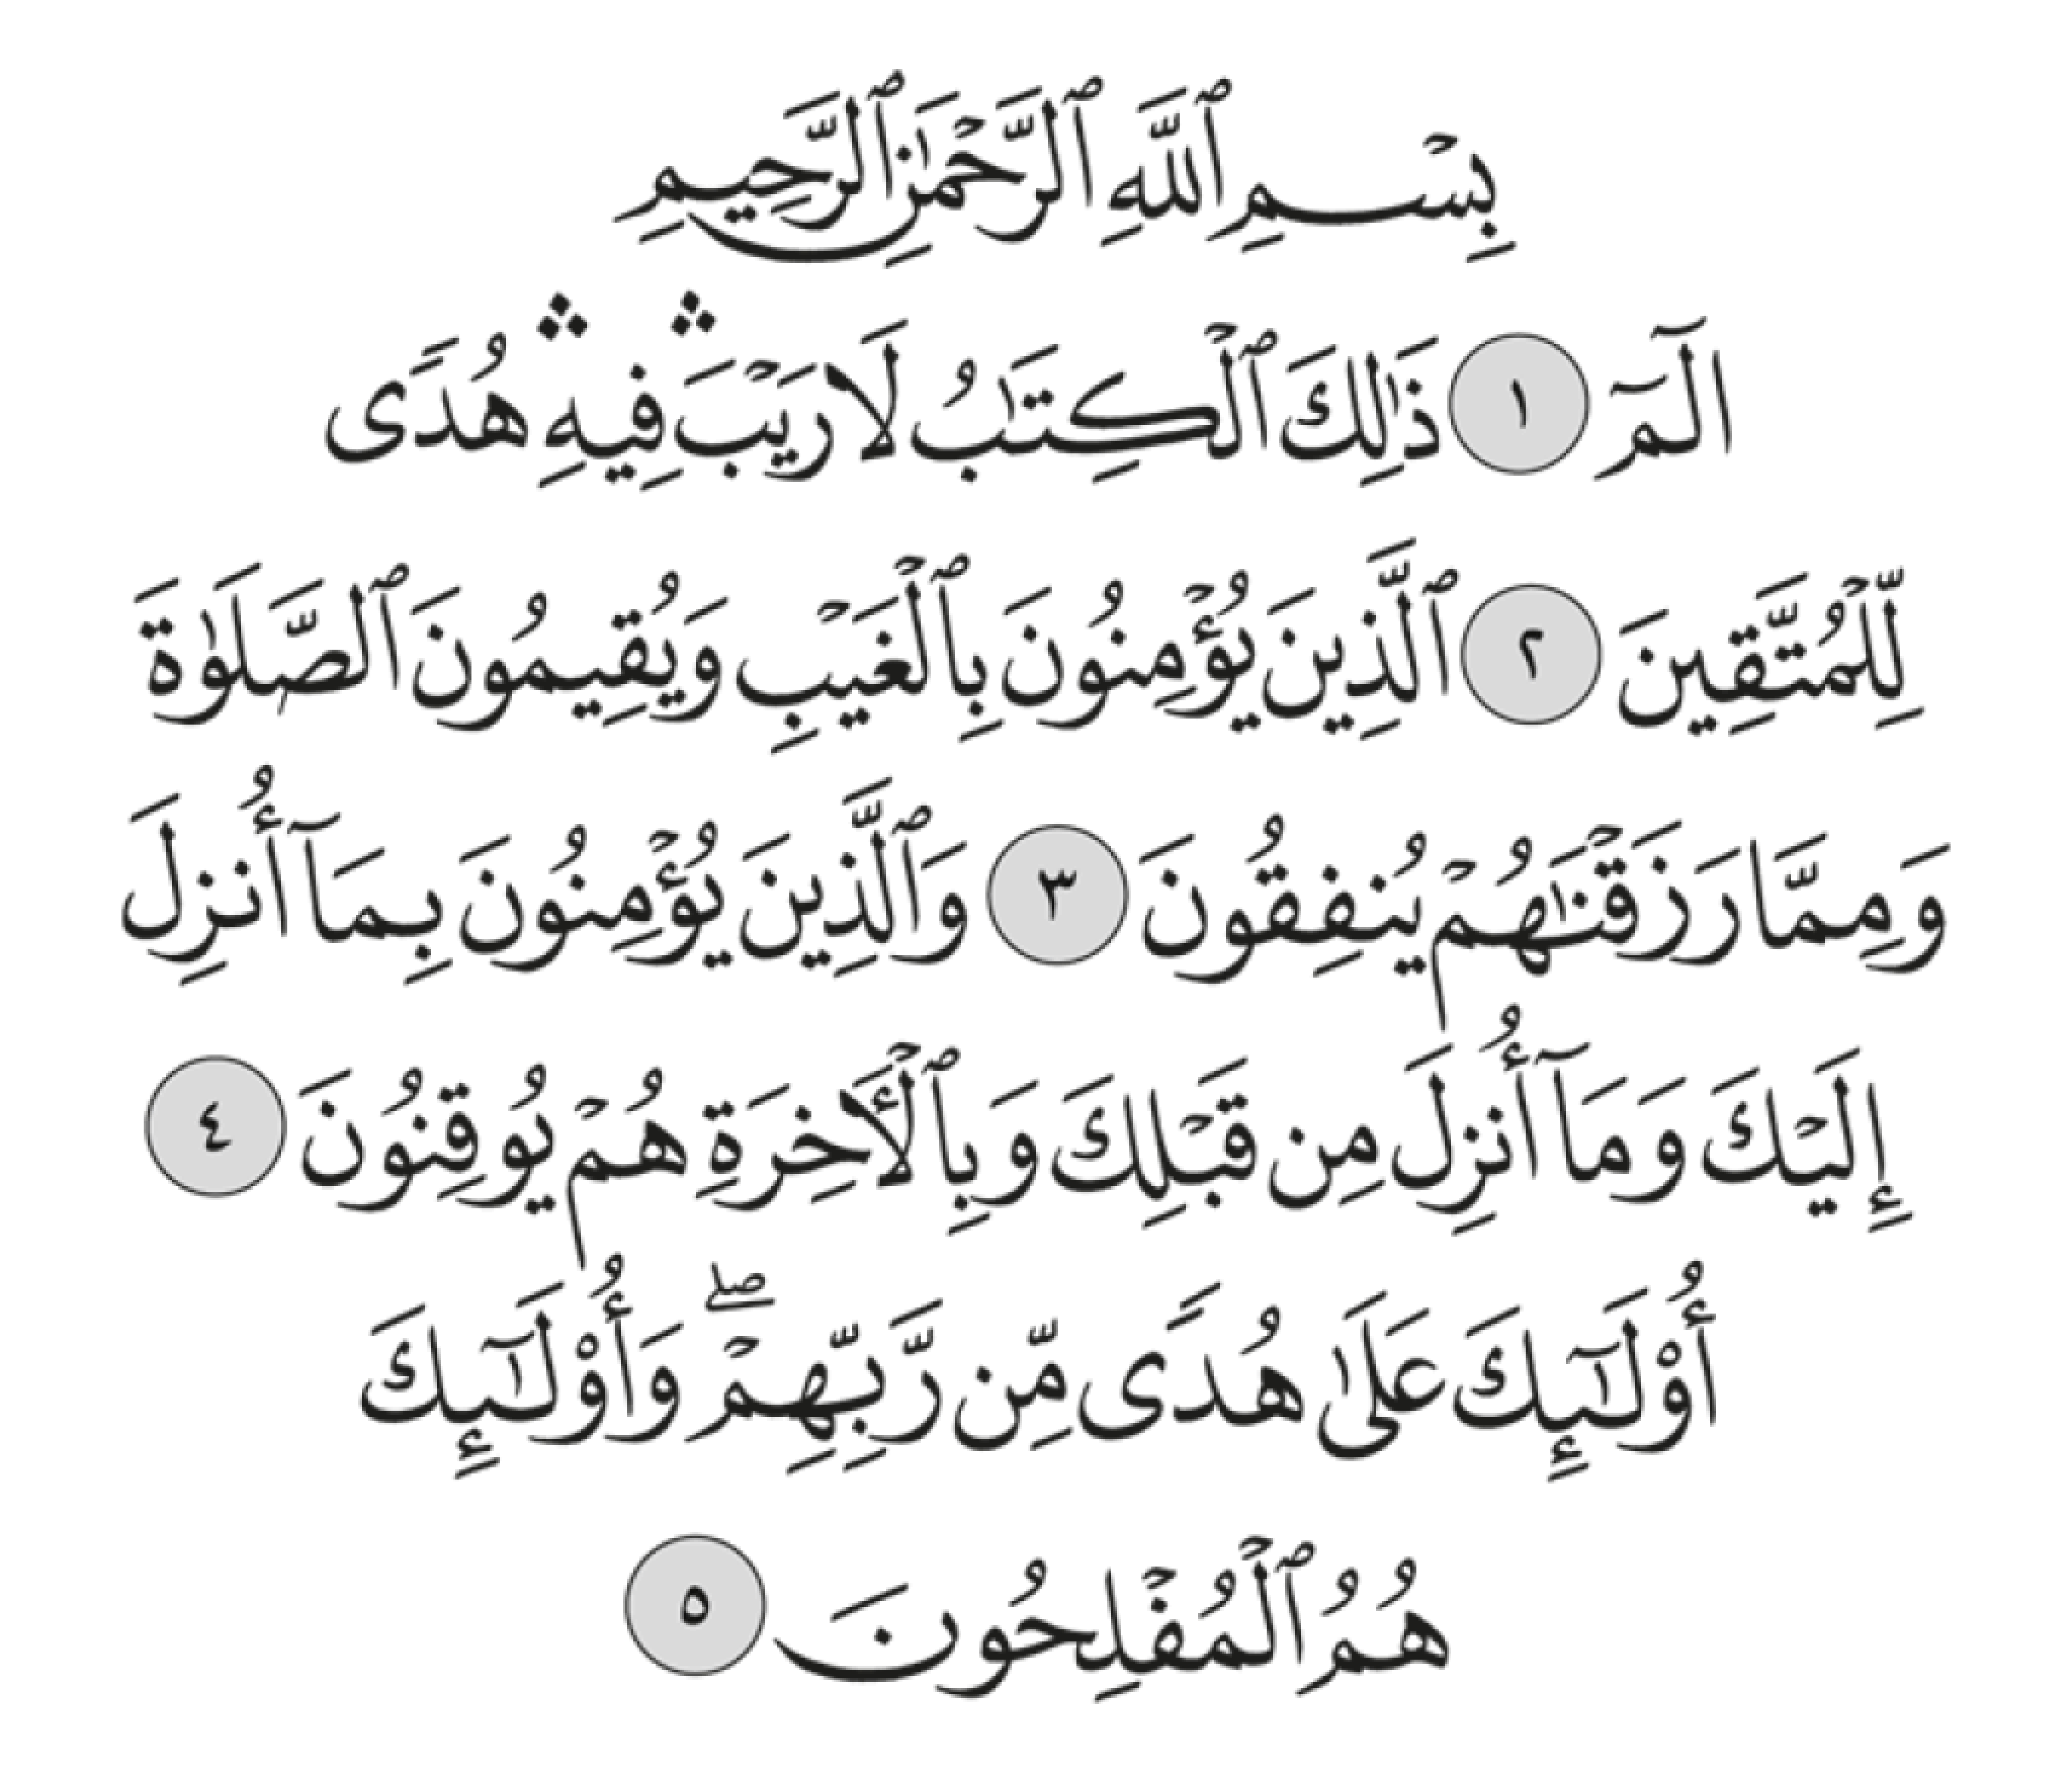 بِسْمِ ٱللَّهِ ٱلرَّحْمَٰنِ ٱلرَّحِيمِ
الٓمٓ ١ ذَٰلِكَ ٱلْكِتَٰبُ لَا رَيْبَ ۛ فِيهِ ۛ هُدًى
لِّلْمُتَّقِينَ ٢ ٱلَّذِينَ يُؤْمِنُونَ بِٱلْغَيْبِ وَيُقِيمُونَ ٱلصَّلَوٰةَ
وَمِمَّا رَزَقْنَٰهُمْ يُنفِقُونَ ٣ وَٱلَّذِينَ يُؤْمِنُونَ بِمَآ أُنزِلَ
إِلَيْكَ وَمَآ أُنزِلَ مِن قَبْلِكَ وَبِٱلْأَخِرَةِ هُمْ يُوقِنُونَ ٤
أُو۟لَٰٓئِكَ عَلَىٰ هُدًى مِّن رَّبِّهِمْ ۖ وَأُو۟لَٰٓئِكَ
هُمُ ٱلْمُفْلِحُونَ ٥